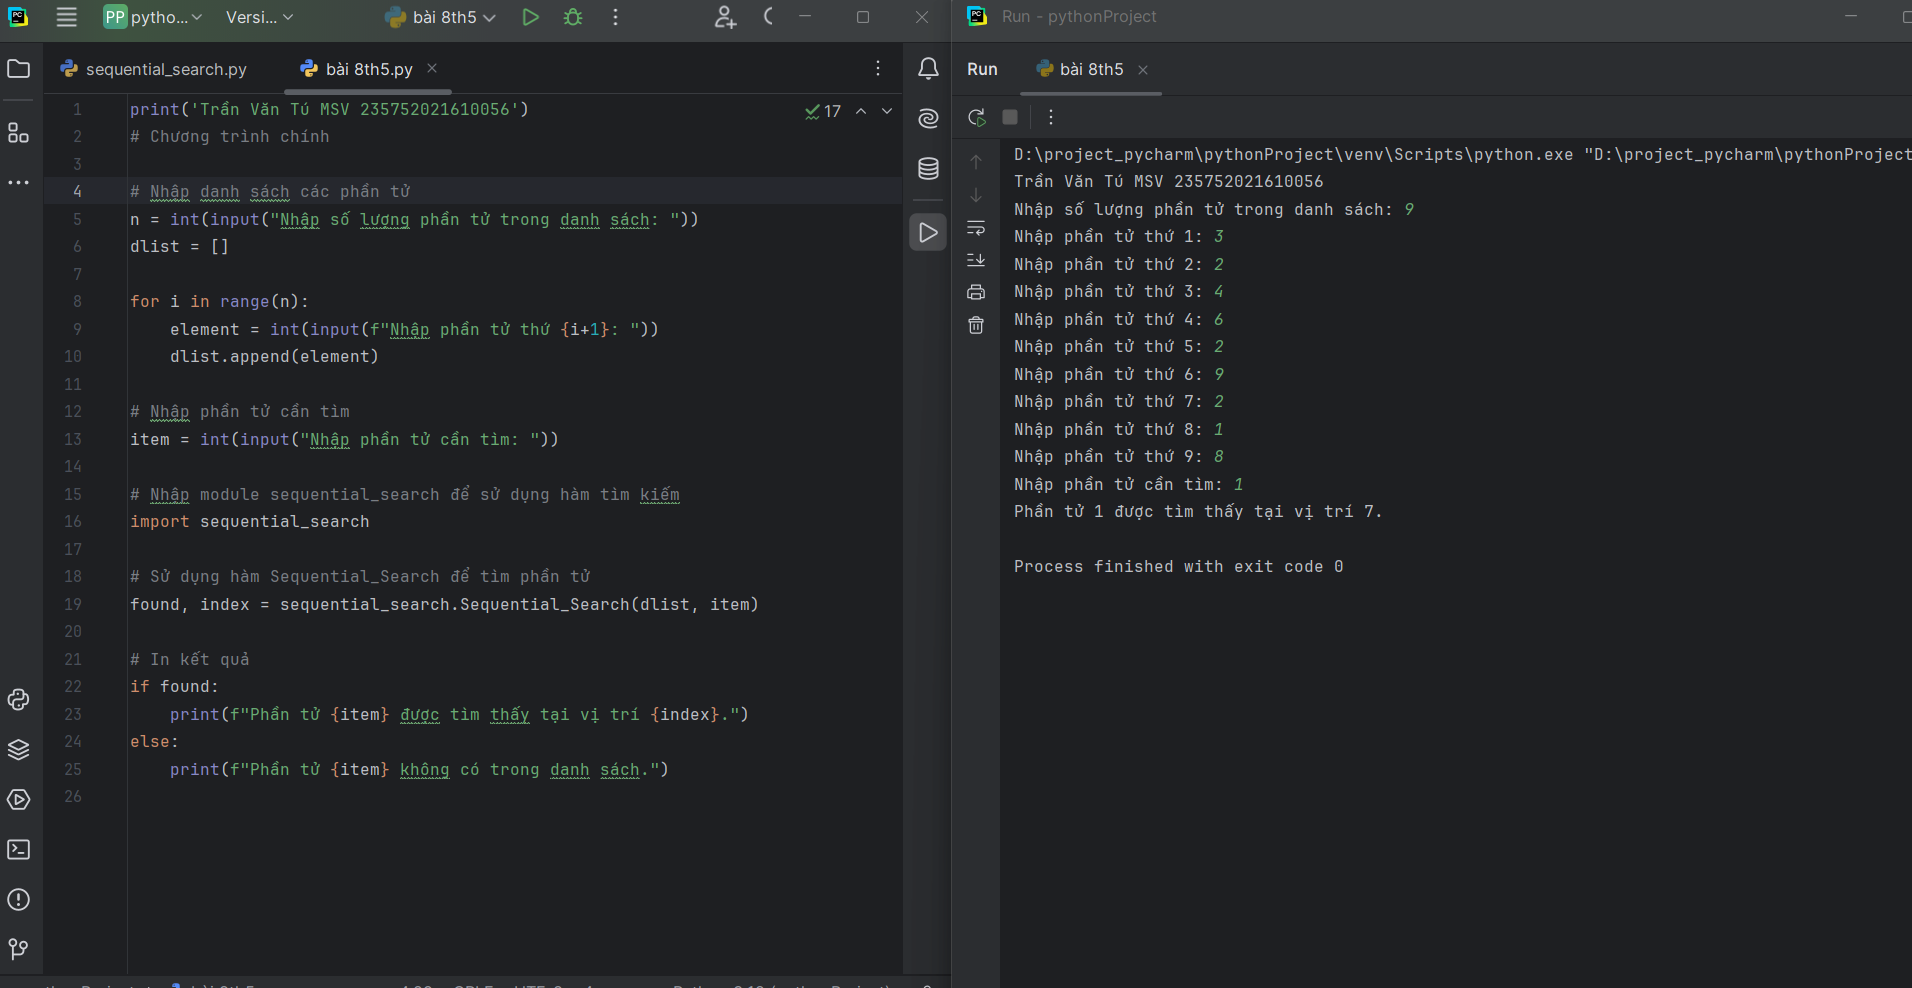 PP pytho... Versi... bài 8th5
Run - pythonProject
sequential_search.py bài 8th5.py
Run bài 8th5
17
1 print('Trần Văn Tú MSV 235752021610056')
2 # Chương trình chính
3
4 # Nhập danh sách các phần tử
5 n = int(input("Nhập số lượng phần tử trong danh sách: "))
6 dlist = []
7
8 for i in range(n):
9 element = int(input(f"Nhập phần tử thứ {i+1}: "))
10 dlist.append(element)
11
12 # Nhập phần tử cần tìm
13 item = int(input("Nhập phần tử cần tìm: "))
14
15 # Nhập module sequential_search để sử dụng hàm tìm kiếm
16 import sequential_search
17
18 # Sử dụng hàm Sequential_Search để tìm phần tử
19 found, index = sequential_search.Sequential_Search(dlist, item)
20
21 # In kết quả
22 if found:
23 print(f"Phần tử {item} được tìm thấy tại vị trí {index}.")
24 else:
25 print(f"Phần tử {item} không có trong danh sách.")
26
D:\project_pycharm\pythonProject\venv\Scripts\python.exe "D:\project_pycharm\pythonProject
Trần Văn Tú MSV 235752021610056
Nhập số lượng phần tử trong danh sách: 9
Nhập phần tử thứ 1: 3
Nhập phần tử thứ 2: 2
Nhập phần tử thứ 3: 4
Nhập phần tử thứ 4: 6
Nhập phần tử thứ 5: 2
Nhập phần tử thứ 6: 9
Nhập phần tử thứ 7: 2
Nhập phần tử thứ 8: 1
Nhập phần tử thứ 9: 8
Nhập phần tử cần tìm: 1
Phần tử 1 được tìm thấy tại vị trí 7.
Process finished with exit code 0